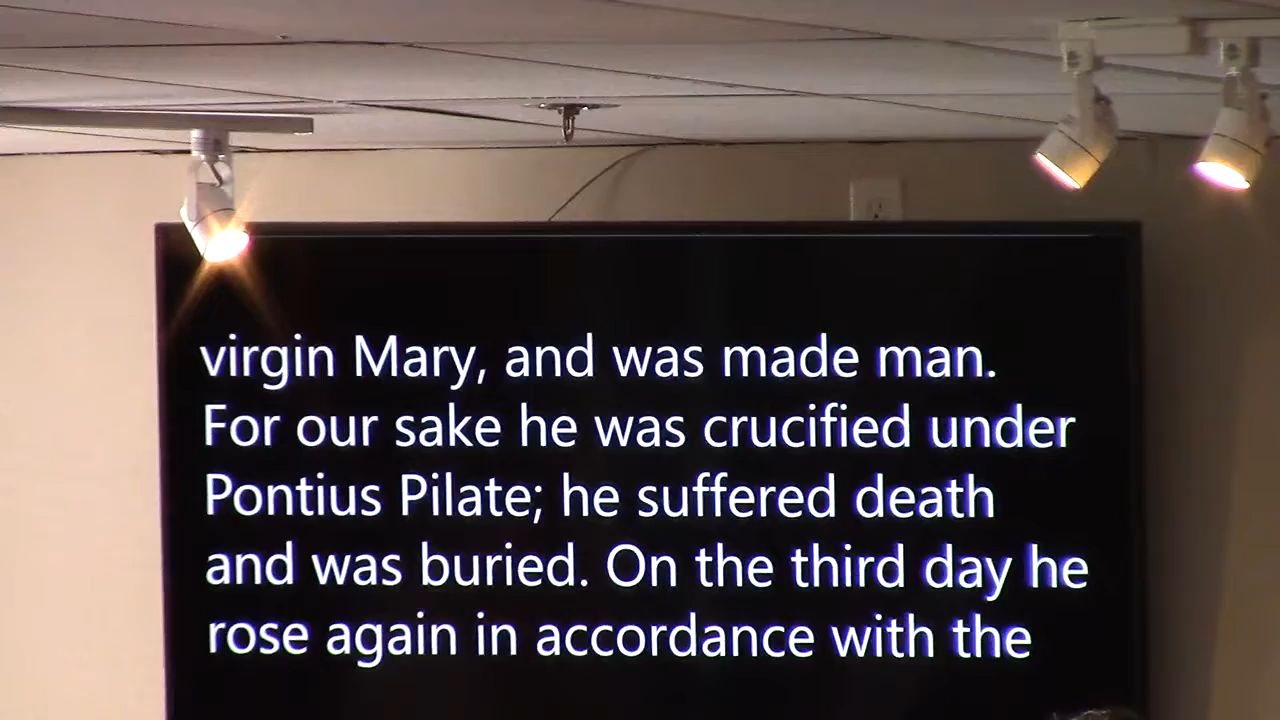 virgin Mary, and was made man.
For our sake he was crucified under
Pontius Pilate; he suffered death
and was buried. On the third day he
rose again in accordance with the